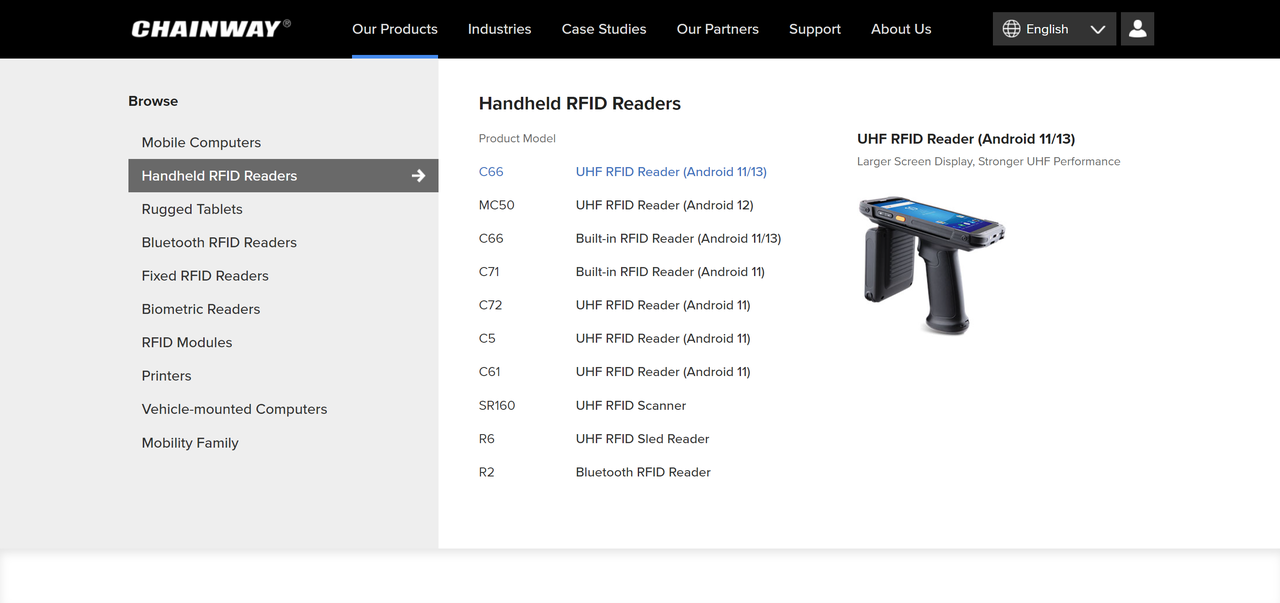 CHAINWAY® Our Products Industries Case Studies Our Partners Support About Us English
Browse
Mobile Computers
Handheld RFID Readers
Rugged Tablets
Bluetooth RFID Readers
Fixed RFID Readers
Biometric Readers
RFID Modules
Printers
Vehicle-mounted Computers
Mobility Family
Handheld RFID Readers
Product Model
C66 UHF RFID Reader (Android 11/13)
MC50 UHF RFID Reader (Android 12)
C66 Built-in RFID Reader (Android 11/13)
C71 Built-in RFID Reader (Android 11)
C72 UHF RFID Reader (Android 11)
C5 UHF RFID Reader (Android 11)
C61 UHF RFID Reader (Android 11)
SR160 UHF RFID Scanner
R6 UHF RFID Sled Reader
R2 Bluetooth RFID Reader
UHF RFID Reader (Android 11/13)
Larger Screen Display, Stronger UHF Performance